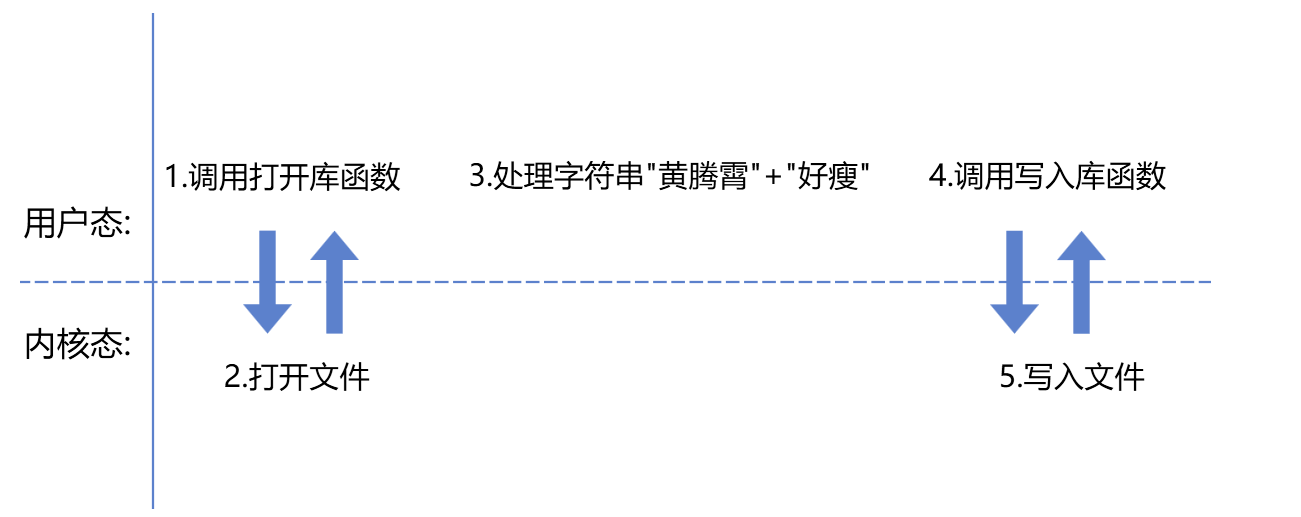 1.调用打开库函数
3.处理字符串"黄腾霄"+"好瘦"
4.调用写入库函数
用户态:
内核态:
2.打开文件
5.写入文件